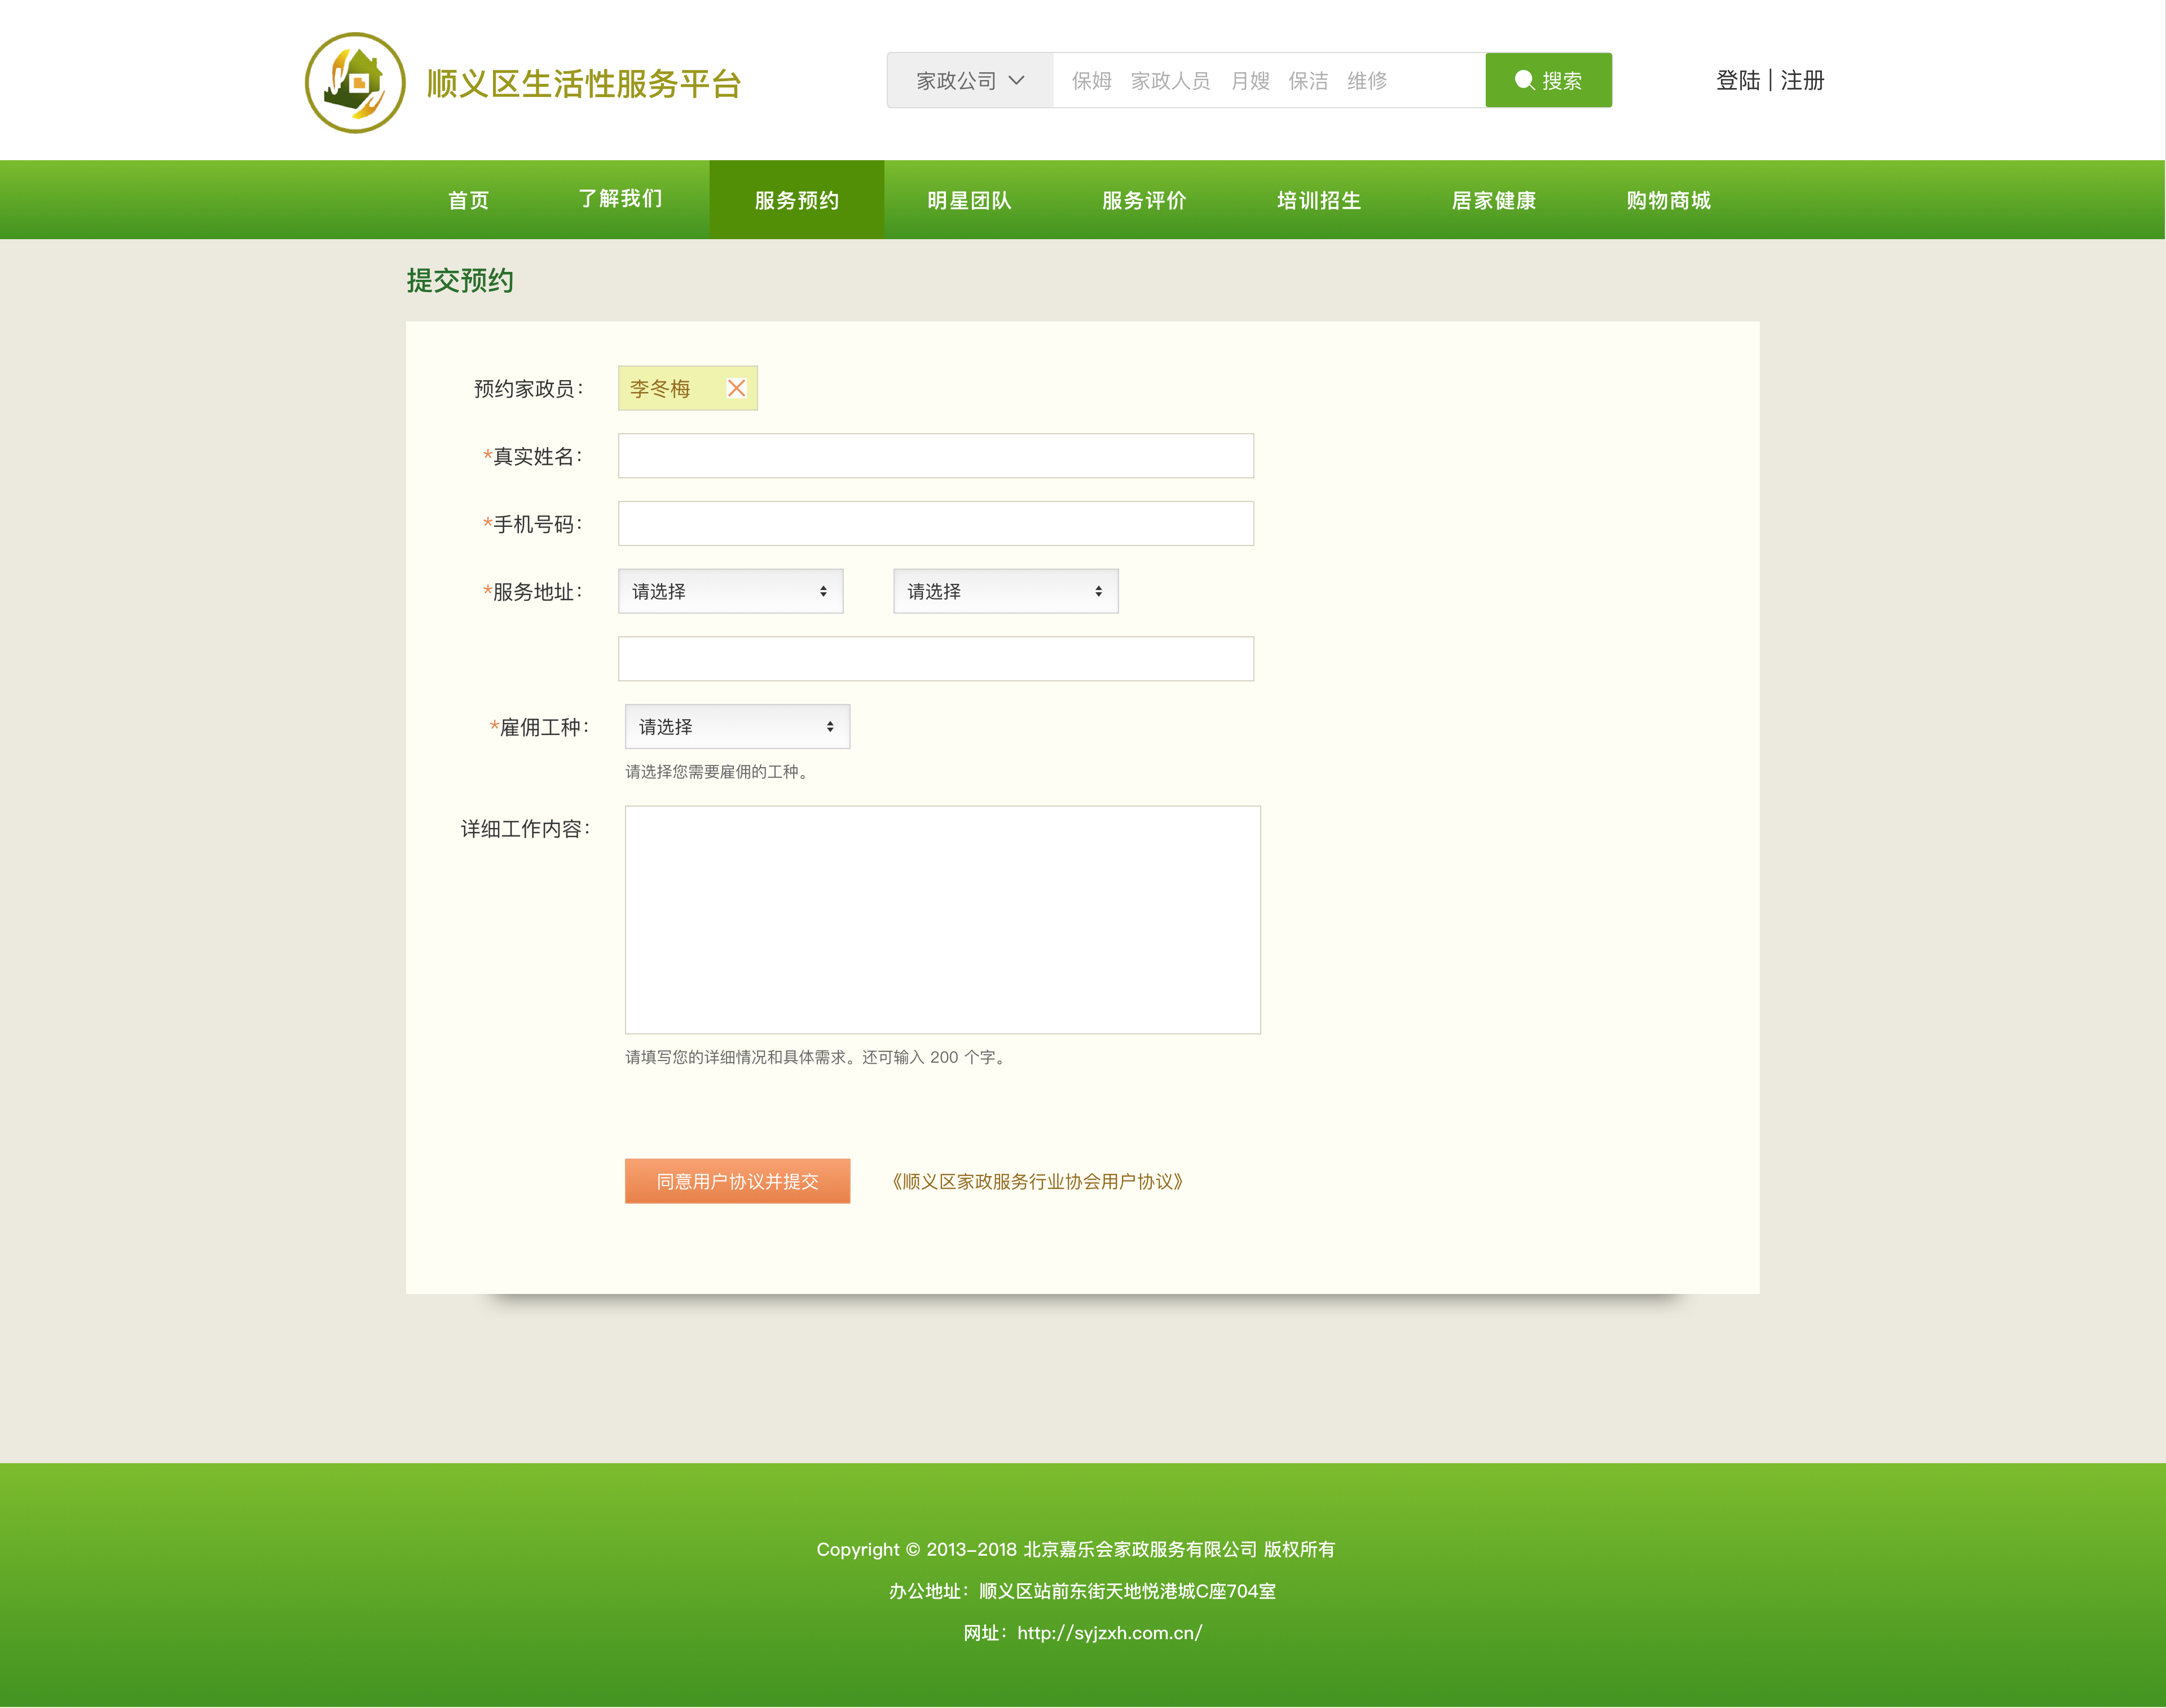 顺义区生活性服务平台
家政公司 保姆 家政人员 月嫂 保洁 维修 搜索
登陆 | 注册
首页 了解我们 服务预约 明星团队 服务评价 培训招生 居家健康 购物商城
提交预约
预约家政员： 李冬梅
*真实姓名：
*手机号码：
*服务地址： 请选择 请选择
*雇佣工种： 请选择
请选择您需要雇佣的工种。
详细工作内容：
请填写您的详细情况和具体需求。还可输入 200 个字。
同意用户协议并提交 《顺义区家政服务行业协会用户协议》
Copyright © 2013-2018 北京嘉乐会家政服务有限公司 版权所有
办公地址：顺义区站前东街天地悦港城C座704室
网址：http://syjzxh.com.cn/